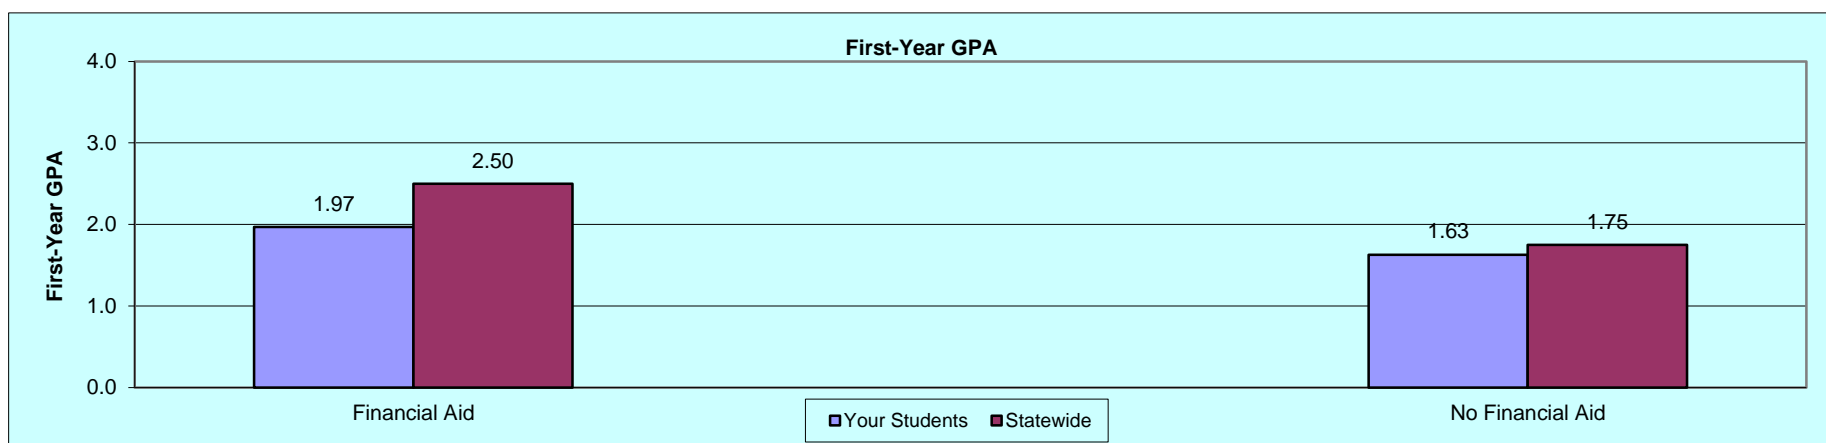 First-Year GPA
First-Year GPA
4.0
3.0
2.0
1.0
0.0
1.97
2.50
1.63
1.75
Financial Aid
No Financial Aid
Your Students
Statewide